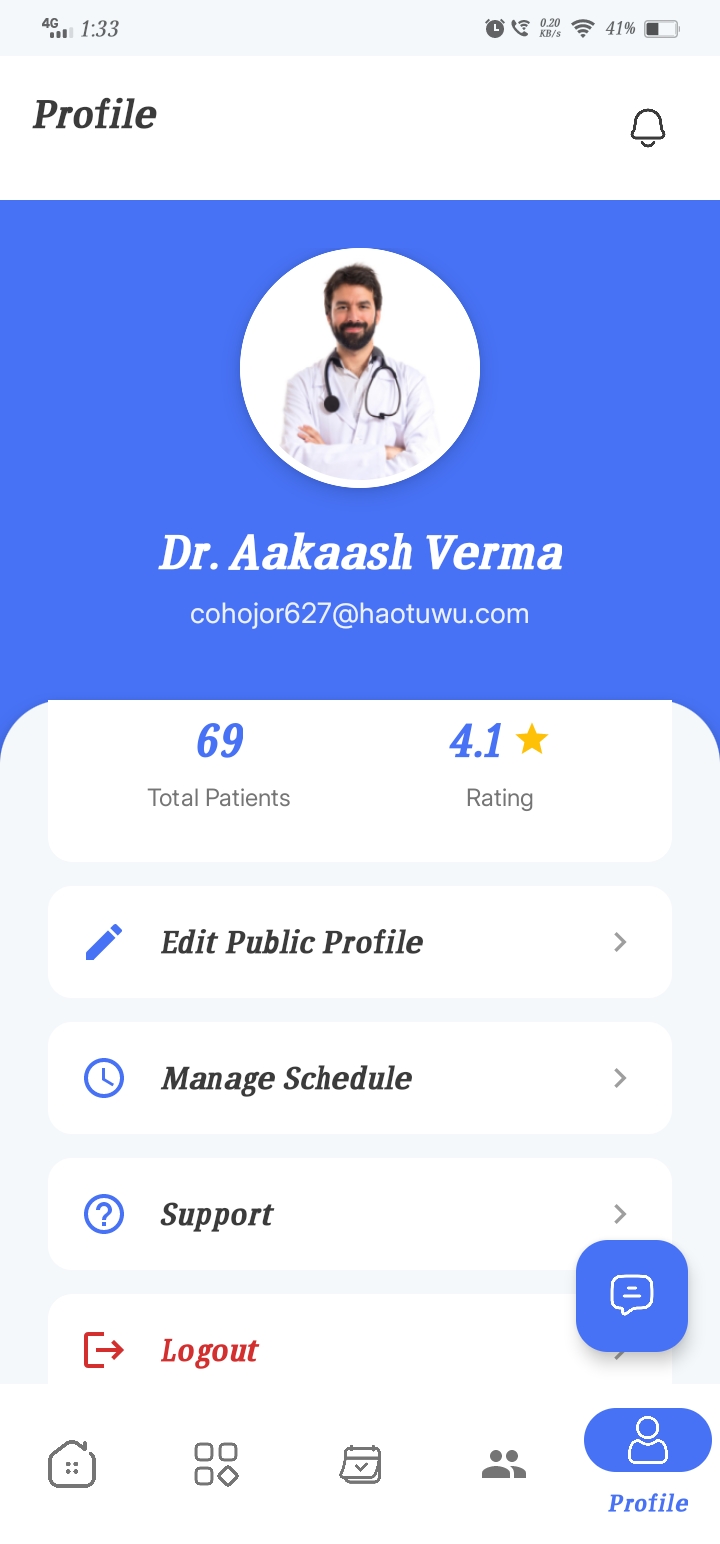 4G 1:33 0.20 KB/s 41%
Profile
Dr. Aakaash Verma
cohojor627@haotuwu.com
69 4.1
Total Patients Rating
Edit Public Profile
Manage Schedule
Support
Logout
Profile